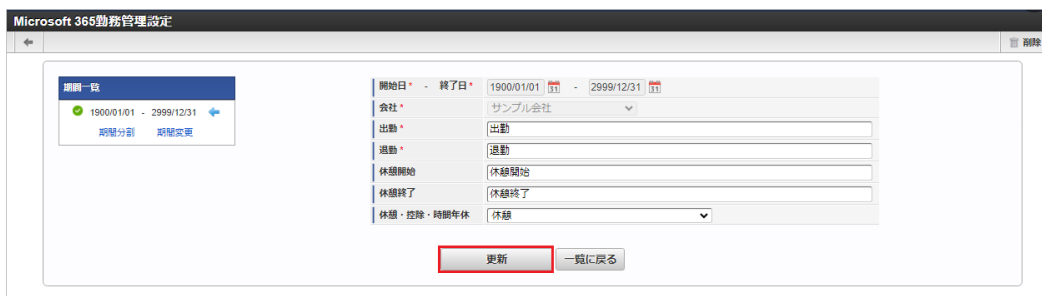 Microsoft 365勤務管理設定
削除
期間一覧
1900/01/01 - 2999/12/31
期間分割 期間変更
開始日* - 終了日* 1900/01/01 31 - 2999/12/31 31
会社* サンプル会社
出勤* 出勤
退勤* 退勤
休憩開始 休憩開始
休憩終了 休憩終了
休憩・控除・時間年休 休憩
更新 一覧に戻る